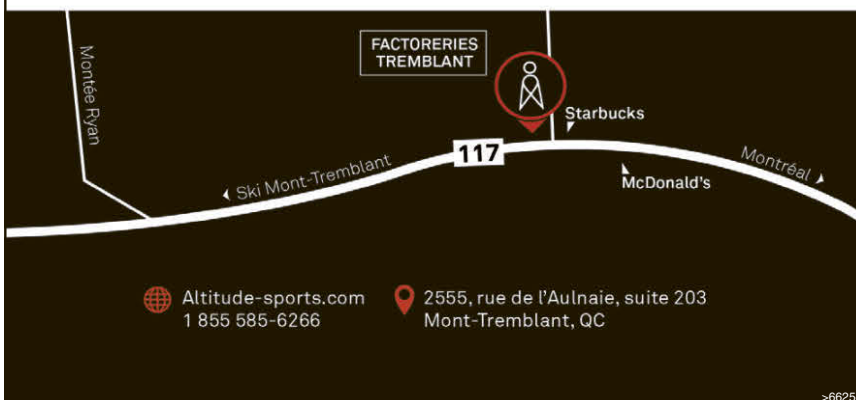 FACTORERIES
TREMBLANT
Montée Ryan
Starbucks
117
Ski Mont-Tremblant
Montréal
McDonald's
Altitude-sports.com
1 855 585-6266
2555, rue de l'Aulnaie, suite 203
Mont-Tremblant, QC
>6625